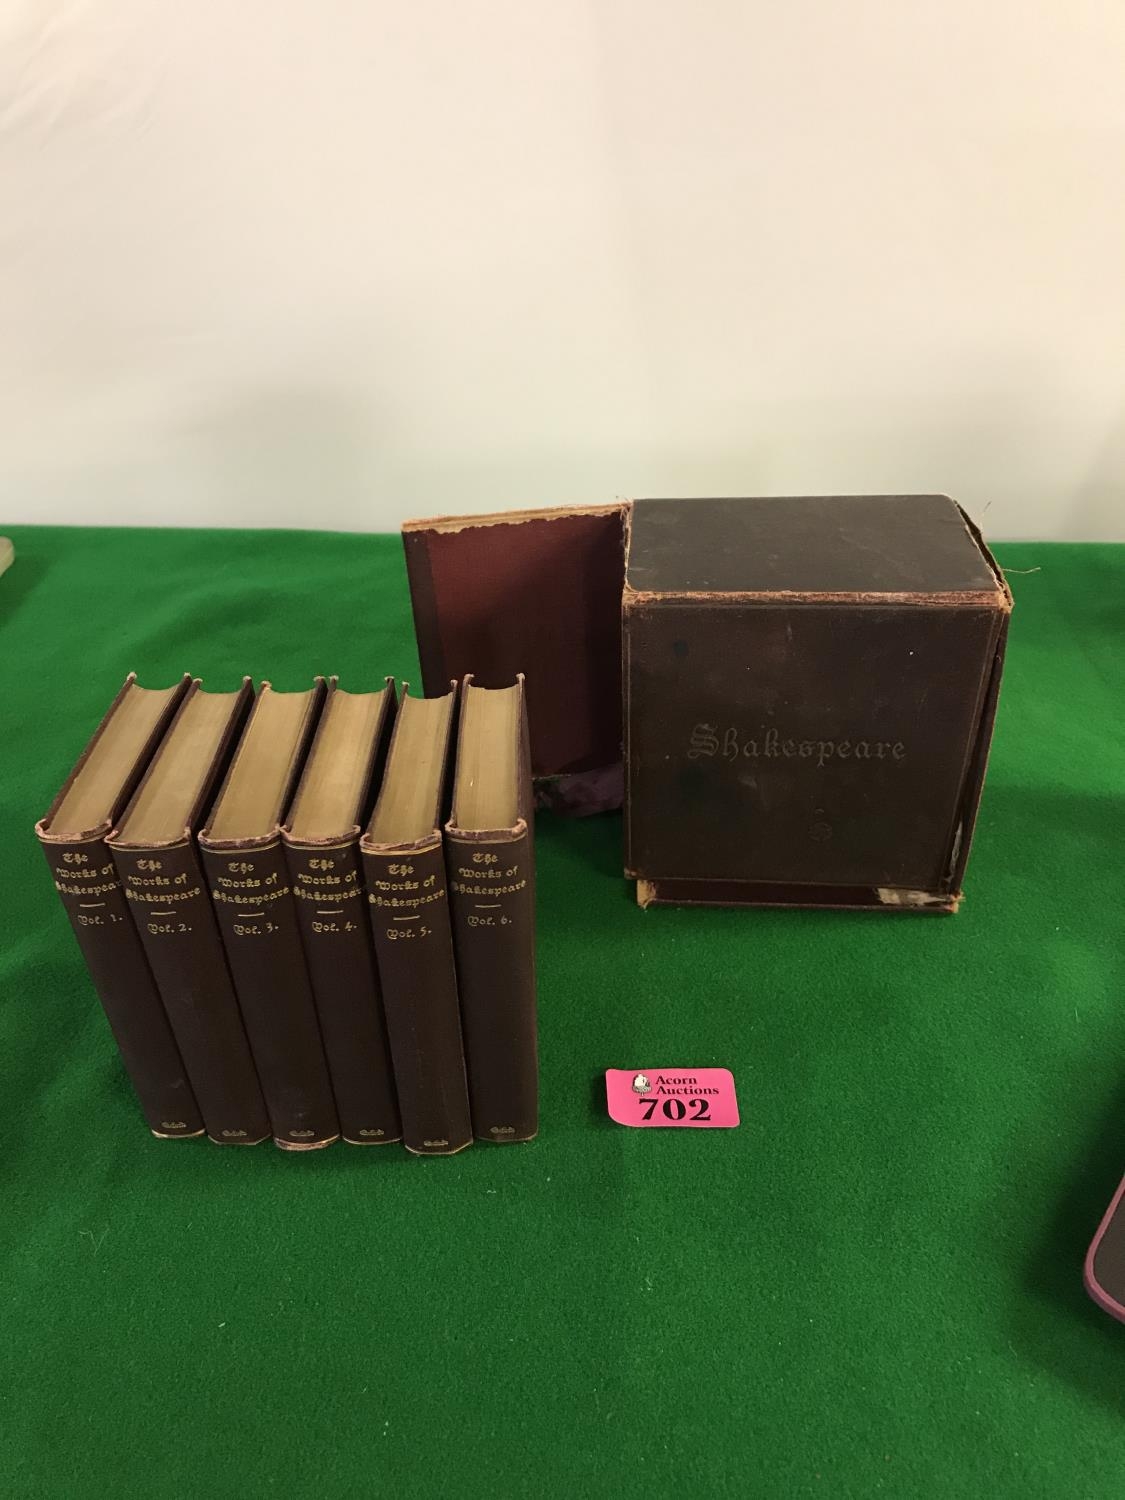 The
Works of
Shakespeare
Vol. 1.
The
Works of
Shakespeare
Vol. 2.
The
Works of
Shakespeare
Vol. 3.
The
Works of
Shakespeare
Vol. 4.
The
Works of
Shakespeare
Vol. 5.
The
Works of
Shakespeare
Vol. 6.
Shakespeare
Acorn
Auctions
702